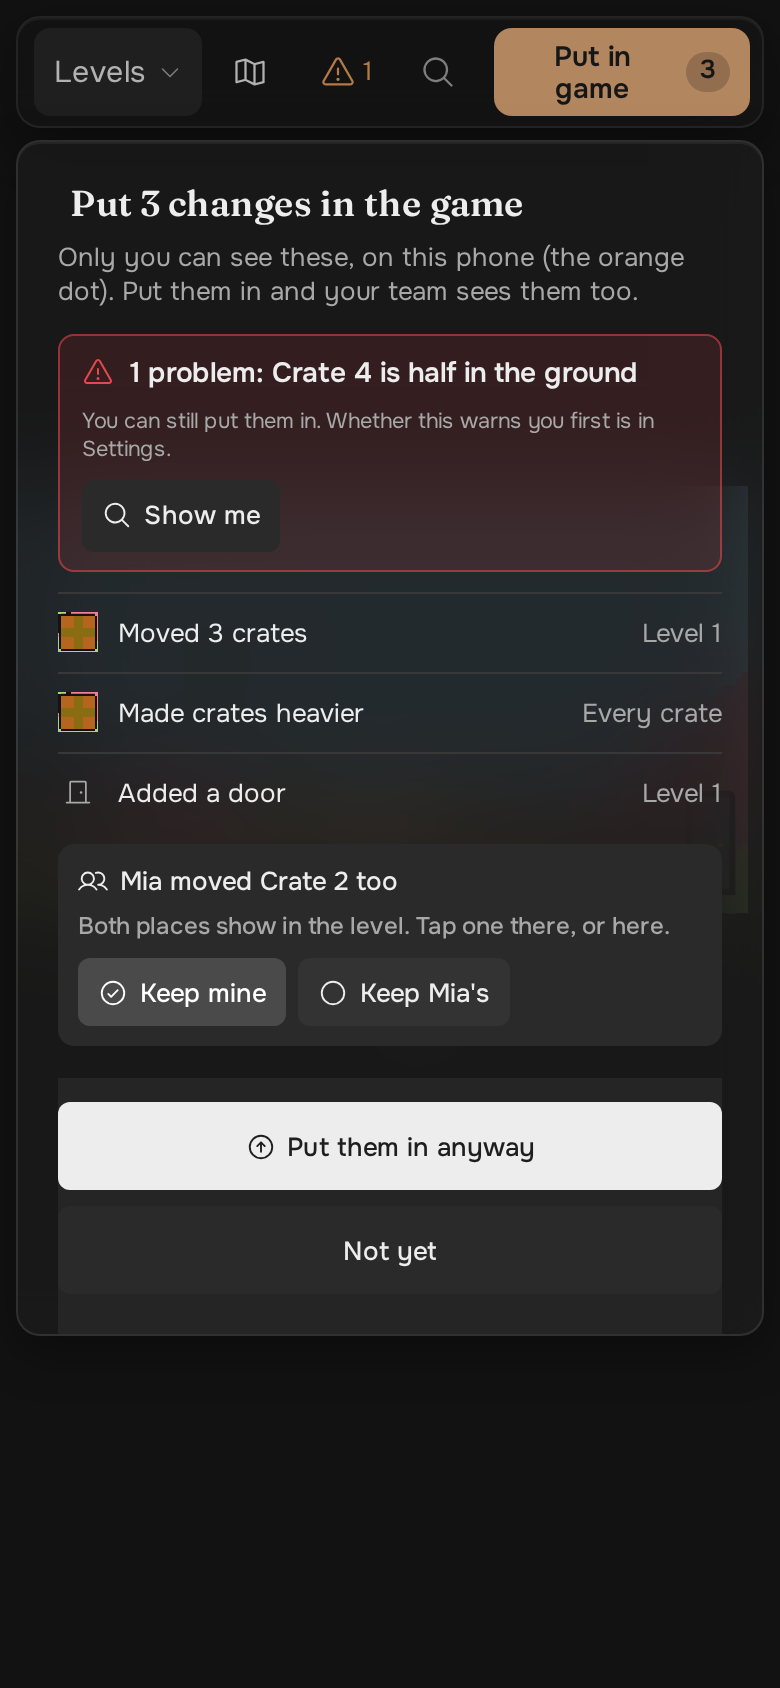 Levels
1
Put in
game
3
Put 3 changes in the game
Only you can see these, on this phone (the orange
dot). Put them in and your team sees them too.
1 problem: Crate 4 is half in the ground
You can still put them in. Whether this warns you first is in
Settings.
Show me
Moved 3 crates
Level 1
Made crates heavier
Every crate
Added a door
Level 1
Mia moved Crate 2 too
Both places show in the level. Tap one there, or here.
Keep mine
Keep Mia's
Put them in anyway
Not yet